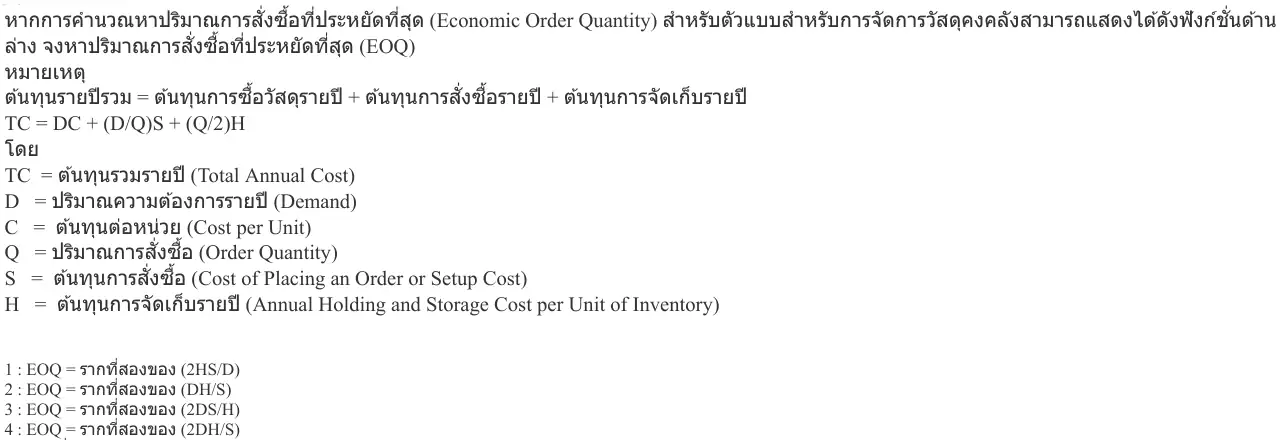 หากการคำนวณหาปริมาณการสั่งซื้อที่ประหยัดที่สุด (Economic Order Quantity) สำหรับตัวแบบสำหรับการจัดการวัสดุคงคลังสามารถแสดงได้ดังฟังก์ชั่นด้าน
ล่าง จงหาปริมาณการสั่งซื้อที่ประหยัดที่สุด (EOQ)
หมายเหตุ
ต้นทุนรายปีรวม = ต้นทุนการซื้อวัสดุรายปี + ต้นทุนการสั่งซื้อรายปี + ต้นทุนการจัดเก็บรายปี
TC = DC + (D/Q)S + (Q/2)H
โดย
TC = ต้นทุนรวมรายปี (Total Annual Cost)
D = ปริมาณความต้องการรายปี (Demand)
C = ต้นทุนต่อหน่วย (Cost per Unit)
Q = ปริมาณการสั่งซื้อ (Order Quantity)
S = ต้นทุนการสั่งซื้อ (Cost of Placing an Order or Setup Cost)
H = ต้นทุนการจัดเก็บรายปี (Annual Holding and Storage Cost per Unit of Inventory)
1 : EOQ = รากที่สองของ (2HS/D)
2 : EOQ = รากที่สองของ (DH/S)
3 : EOQ = รากที่สองของ (2DS/H)
4 : EOQ = รากที่สองของ (2DH/S)